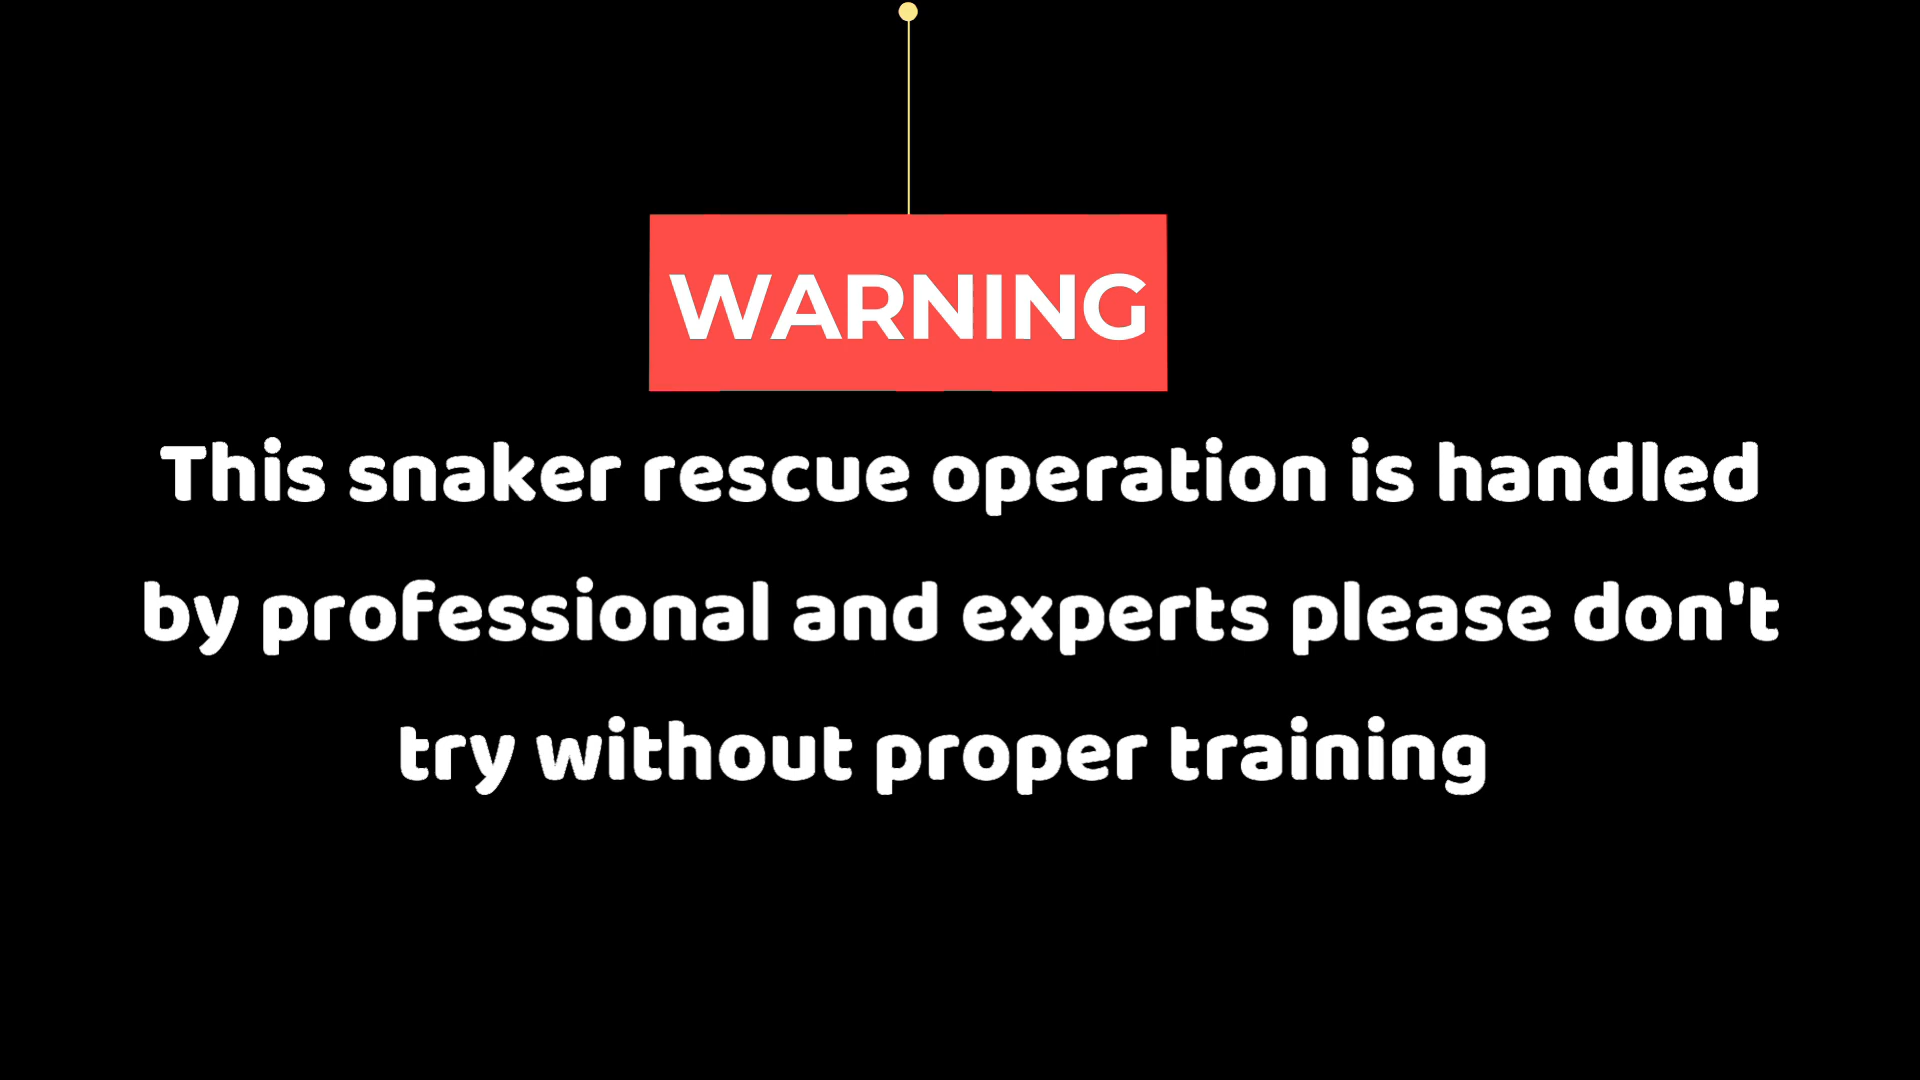 WARNING
This snaker rescue operation is handled
by professional and experts please don't
try without proper training